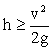 h ≥ v²/2g